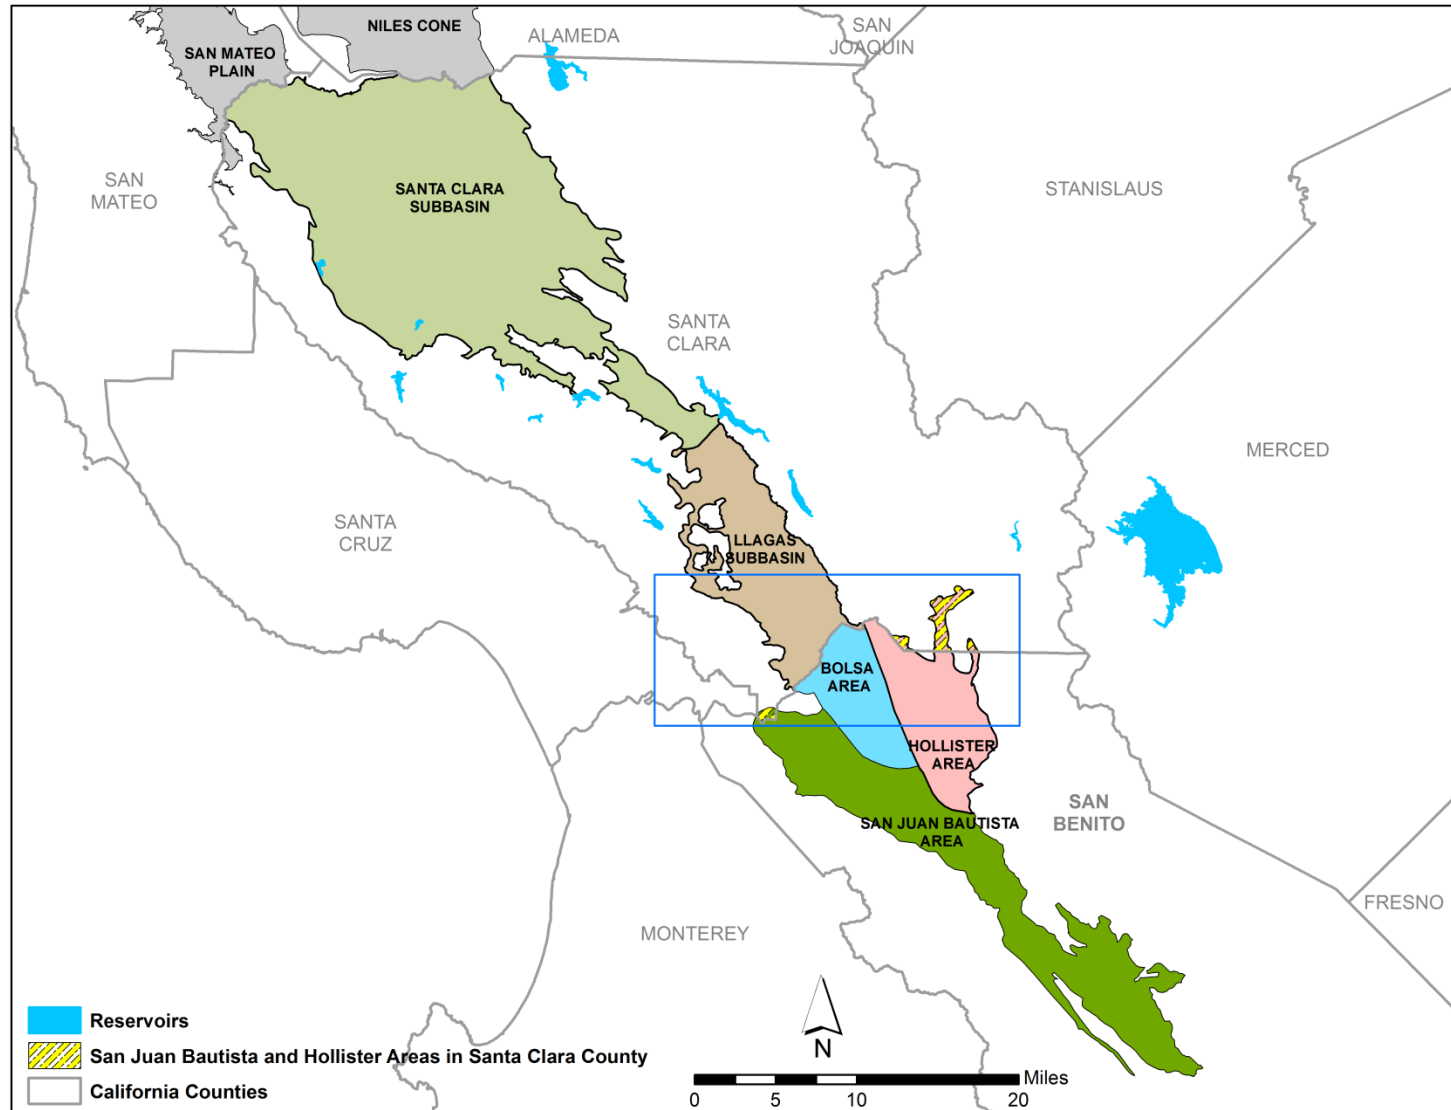 NILES CONE
ALAMEDA
SAN
JOAQUIN
SAN MATEO
PLAIN
SAN
MATEO
SANTA CLARA
SUBBASIN
STANISLAUS
SANTA
CLARA
MERCED
SANTA
CRUZ
LLAGAS
SUBBASIN
BOLSA
AREA
HOLLISTER
AREA
SAN
BENITO
SAN JUAN BAUTISTA
AREA
FRESNO
MONTEREY
N
Reservoirs
San Juan Bautista and Hollister Areas in Santa Clara County
California Counties
Miles
0 5 10 20